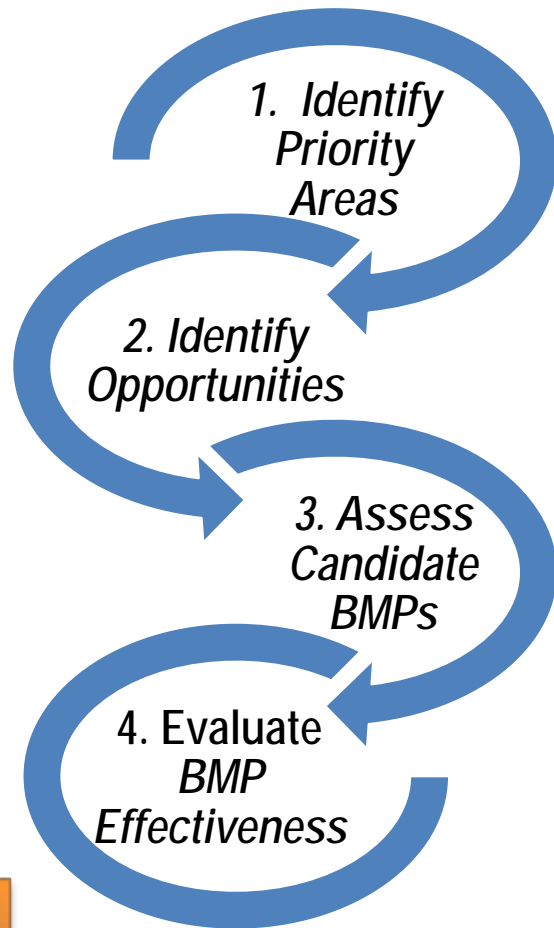 1. Identify
Priority
Areas
2. Identify
Opportunities
3. Assess
Candidate
BMPs
4. Evaluate
BMP
Effectiveness